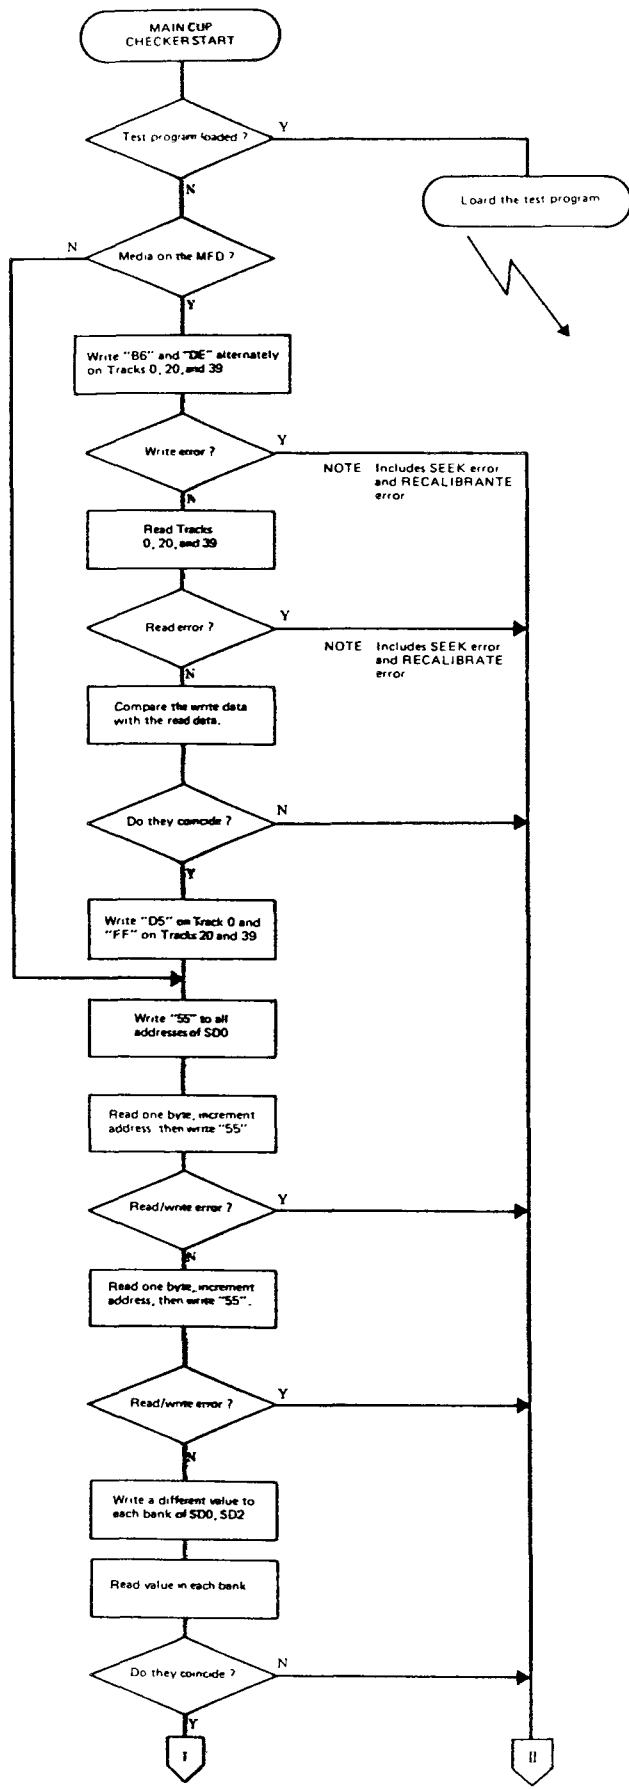 MAIN CUP
CHECKER START
Test program loaded ?
Y
N
Loard the test program
Media on the MFD ?
N
Y
Write "B6" and "DE" alternately
on Tracks 0, 20, and 39
Write error ?
Y
NOTE Includes SEEK error
and RECALIBRANTE
error
N
Read Tracks
0, 20, and 39
Read error ?
Y
NOTE Includes SEEK error
and RECALIBRATE
error
N
Compare the write data
with the read data.
Do they coincide ?
N
Y
Write "D5" on Track 0 and
"FF" on Tracks 20 and 39
Write "55" to all
addresses of SD0
Read one byte, increment
address, then write "55"
Read/write error ?
Y
N
Read one byte, increment
address, then write "55".
Read/write error ?
Y
N
Write a different value to
each bank of SD0, SD2
Read value in each bank
Do they coincide ?
N
Y
I
II